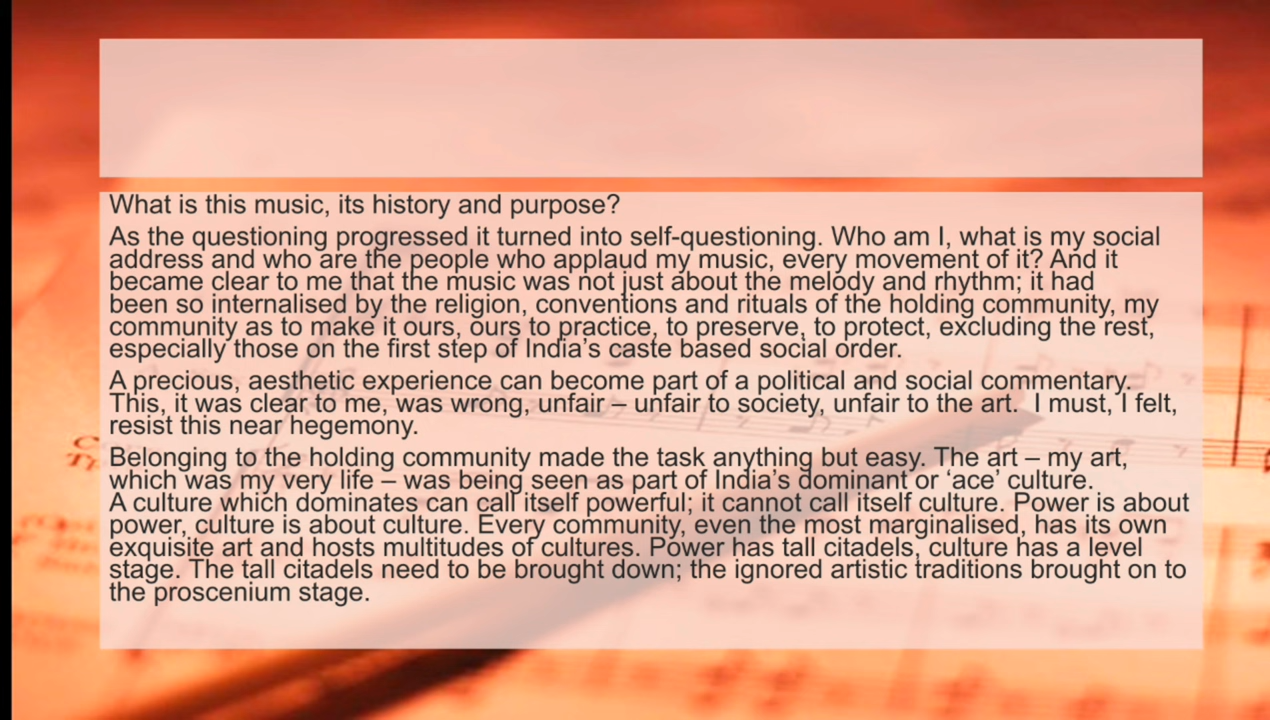 What is this music, its history and purpose?
As the questioning progressed it turned into self-questioning. Who am I, what is my social
address and who are the people who applaud my music, every movement of it? And it
became clear to me that the music was not just about the melody and rhythm; it had
been so internalised by the religion, conventions and rituals of the holding community, my
community as to make it ours, ours to practice, to preserve, to protect, excluding the rest,
especially those on the first step of India’s caste based social order.
A precious, aesthetic experience can become part of a political and social commentary.
This, it was clear to me, was wrong, unfair – unfair to society, unfair to the art.  I must, I felt,
resist this near hegemony.
Belonging to the holding community made the task anything but easy. The art – my art,
which was my very life – was being seen as part of India’s dominant or ‘ace’ culture.
A culture which dominates can call itself powerful; it cannot call itself culture. Power is about
power, culture is about culture. Every community, even the most marginalised, has its own
exquisite art and hosts multitudes of cultures. Power has tall citadels, culture has a level
stage. The tall citadels need to be brought down; the ignored artistic traditions brought on to
the proscenium stage.